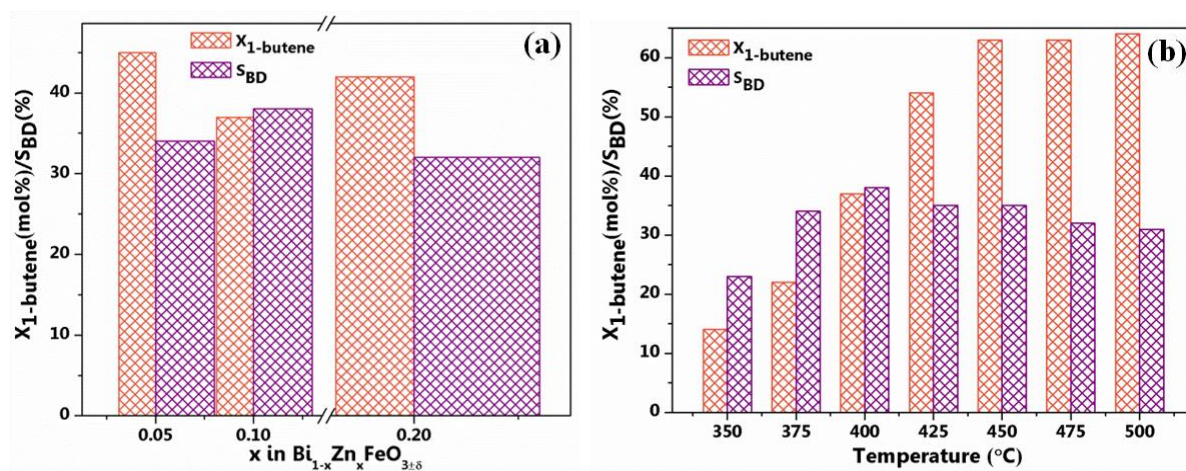 (a)
X1-butene
SBD
X1-butene(mol%)/SBD(%)
40
30
20
10
0
0.05 0.10 0.20
x in Bi1-xZnxFeO3±δ
(b)
X1-butene
SBD
X1-butene(mol%)/SBD(%)
60
50
40
30
20
10
0
350 375 400 425 450 475 500
Temperature (°C)